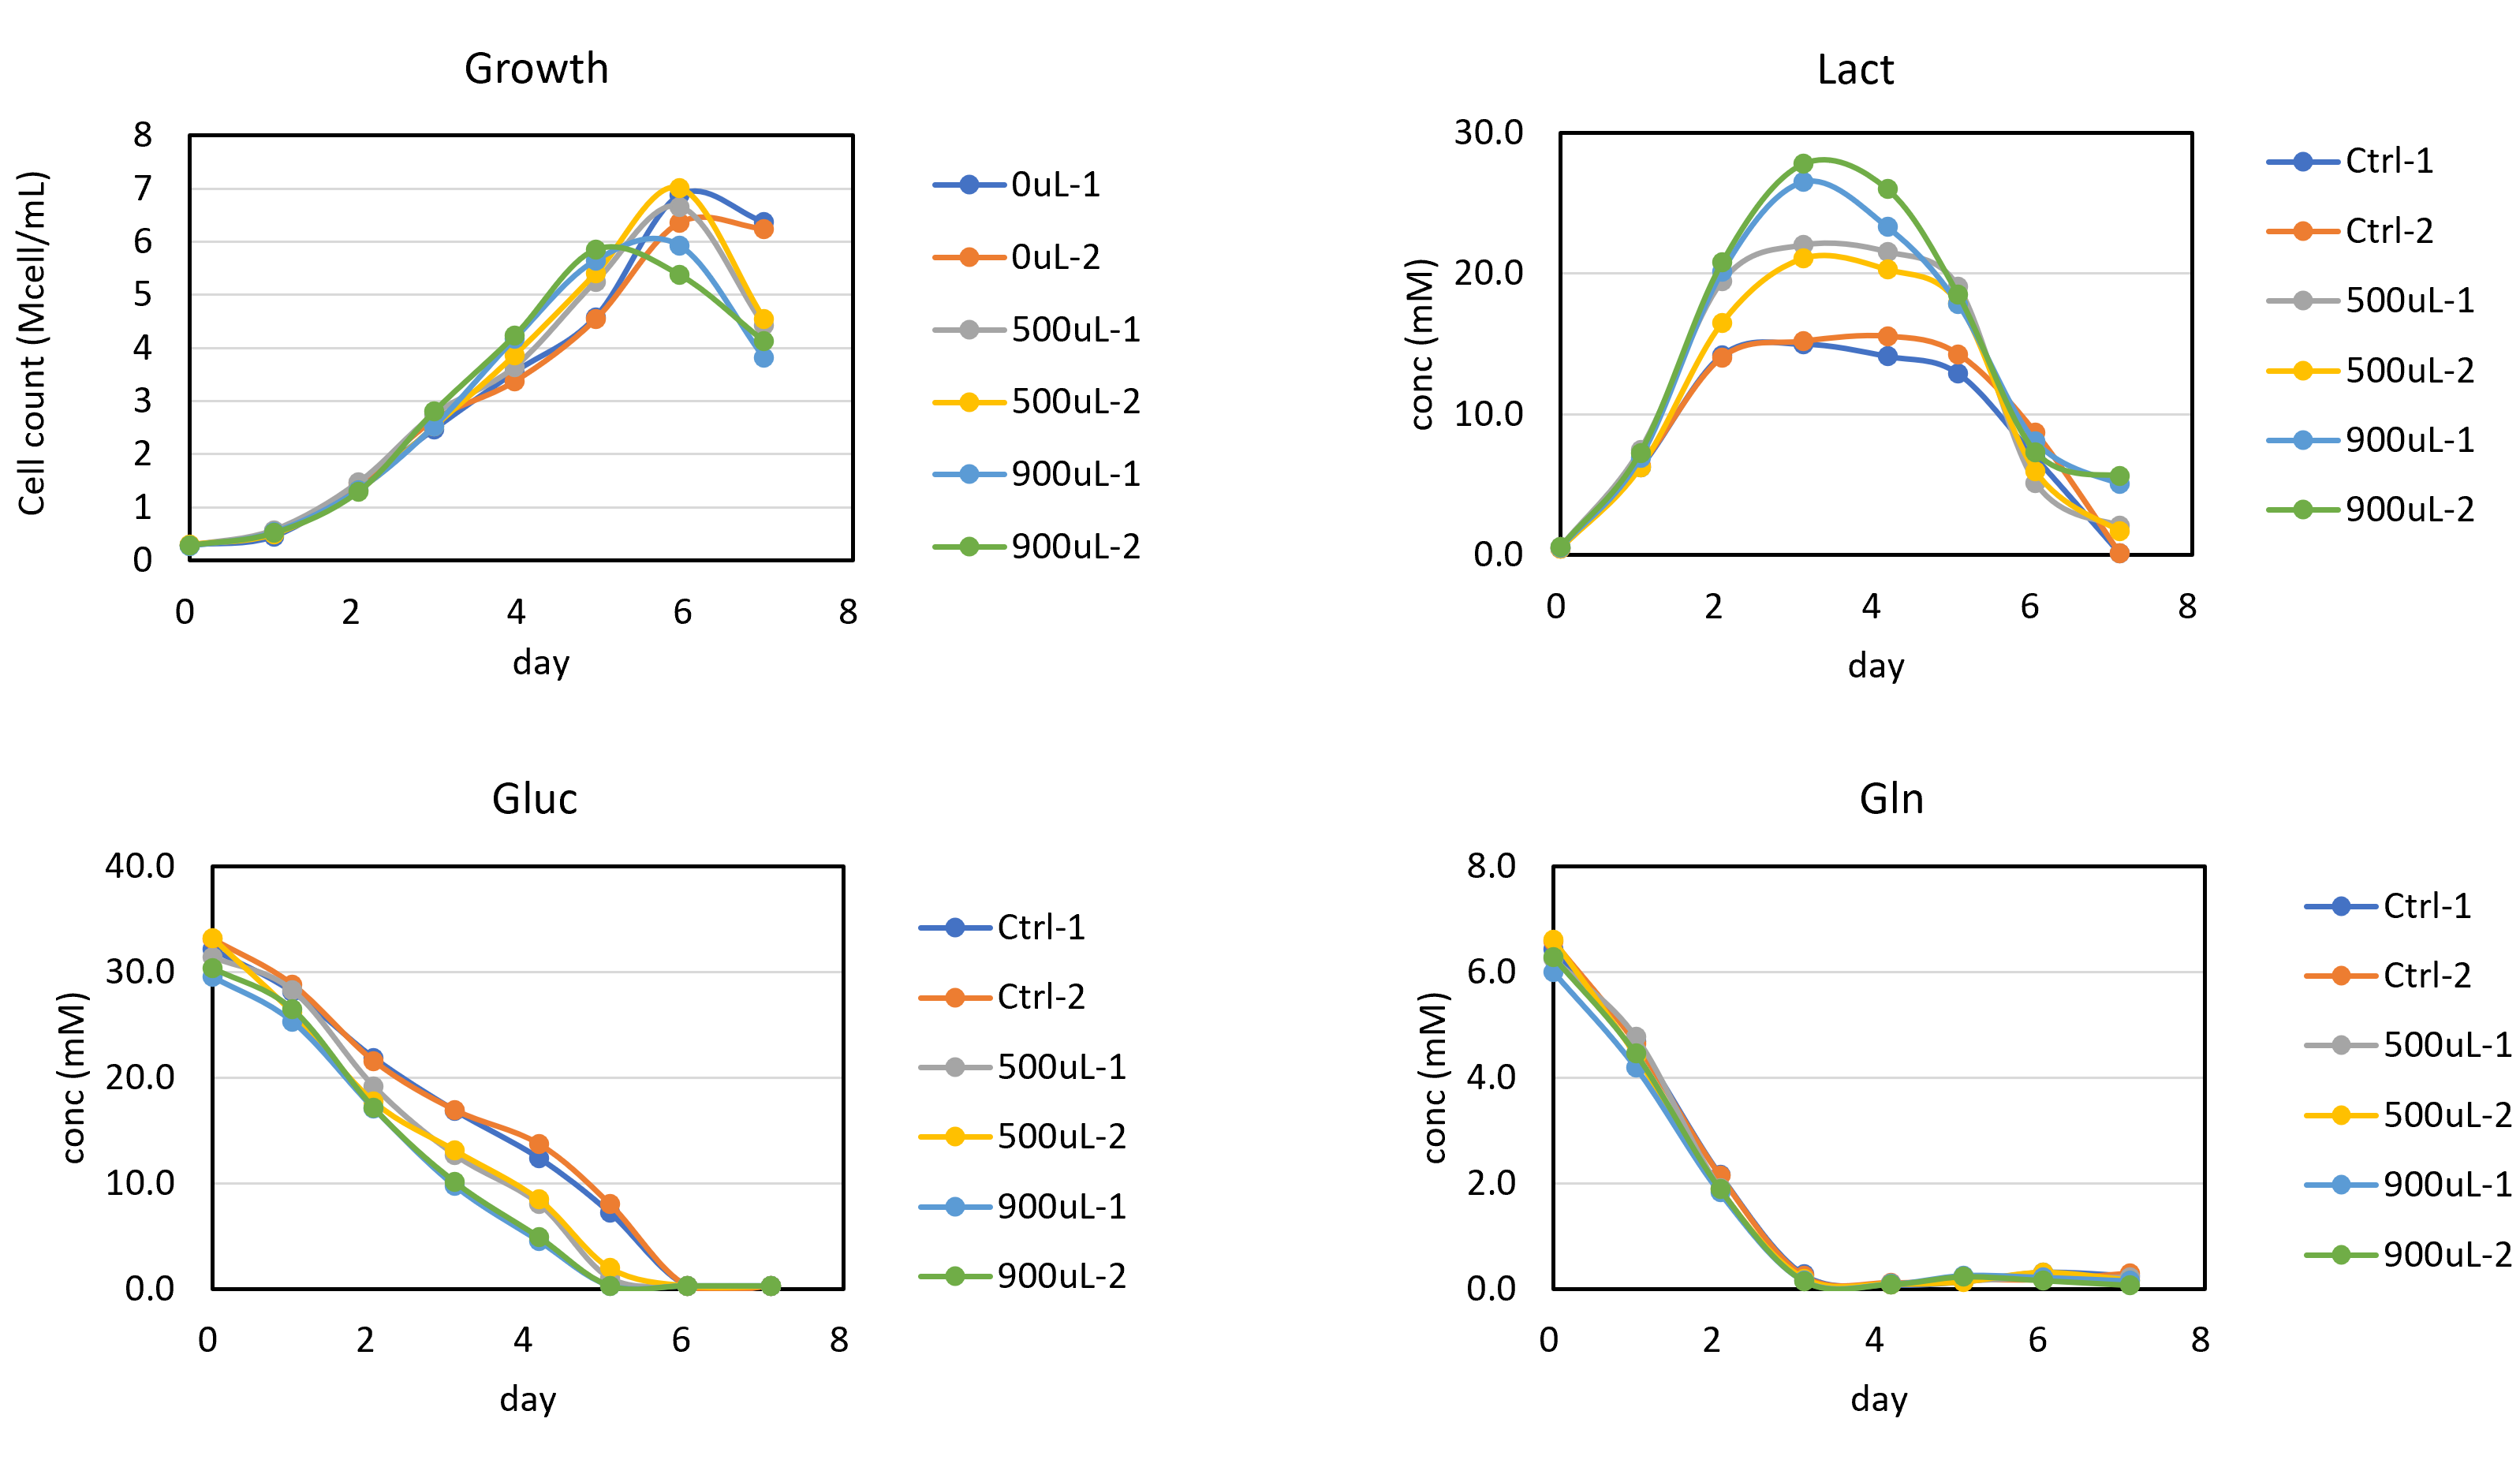 Growth
Cell count (Mcell/mL)
8
7
6
5
4
3
2
1
0
0 2 4 6 8
day
0uL-1
0uL-2
500uL-1
500uL-2
900uL-1
900uL-2
Lact
conc (mM)
30.0
20.0
10.0
0.0
0 2 4 6 8
day
Ctrl-1
Ctrl-2
500uL-1
500uL-2
900uL-1
900uL-2
Gluc
conc (mM)
40.0
30.0
20.0
10.0
0.0
0 2 4 6 8
day
Ctrl-1
Ctrl-2
500uL-1
500uL-2
900uL-1
900uL-2
Gln
conc (mM)
8.0
6.0
4.0
2.0
0.0
0 2 4 6 8
day
Ctrl-1
Ctrl-2
500uL-1
500uL-2
900uL-1
900uL-2